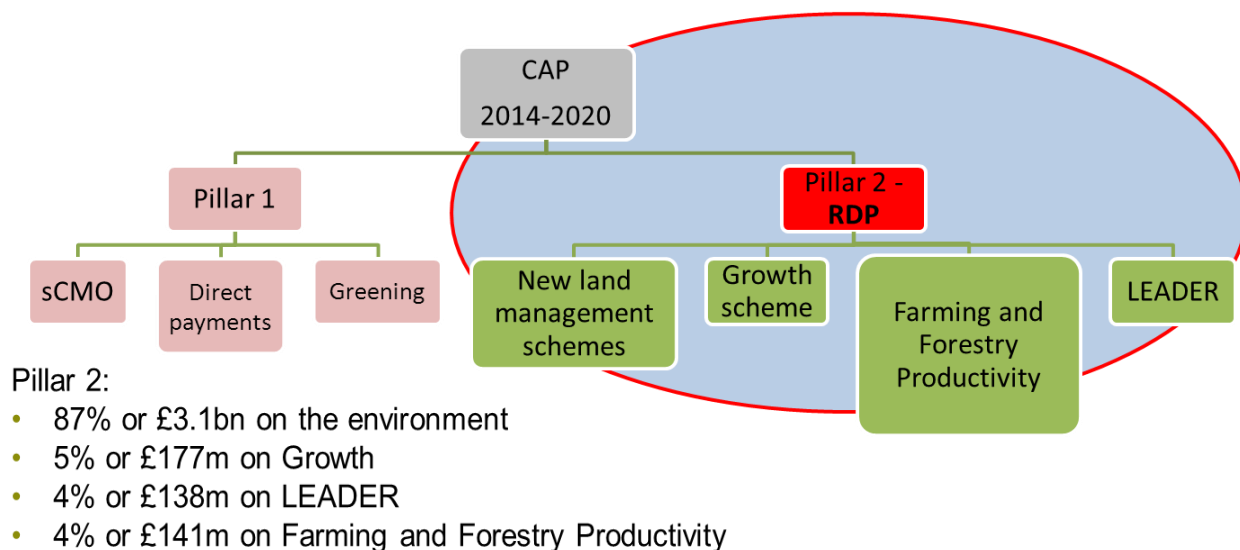 CAP
2014-2020
Pillar 1
Pillar 2 -
RDP
sCMO
Direct
payments
Greening
New land
management
schemes
Growth
scheme
Farming and
Forestry
Productivity
LEADER
Pillar 2:
• 87% or £3.1bn on the environment
• 5% or £177m on Growth
• 4% or £138m on LEADER
• 4% or £141m on Farming and Forestry Productivity